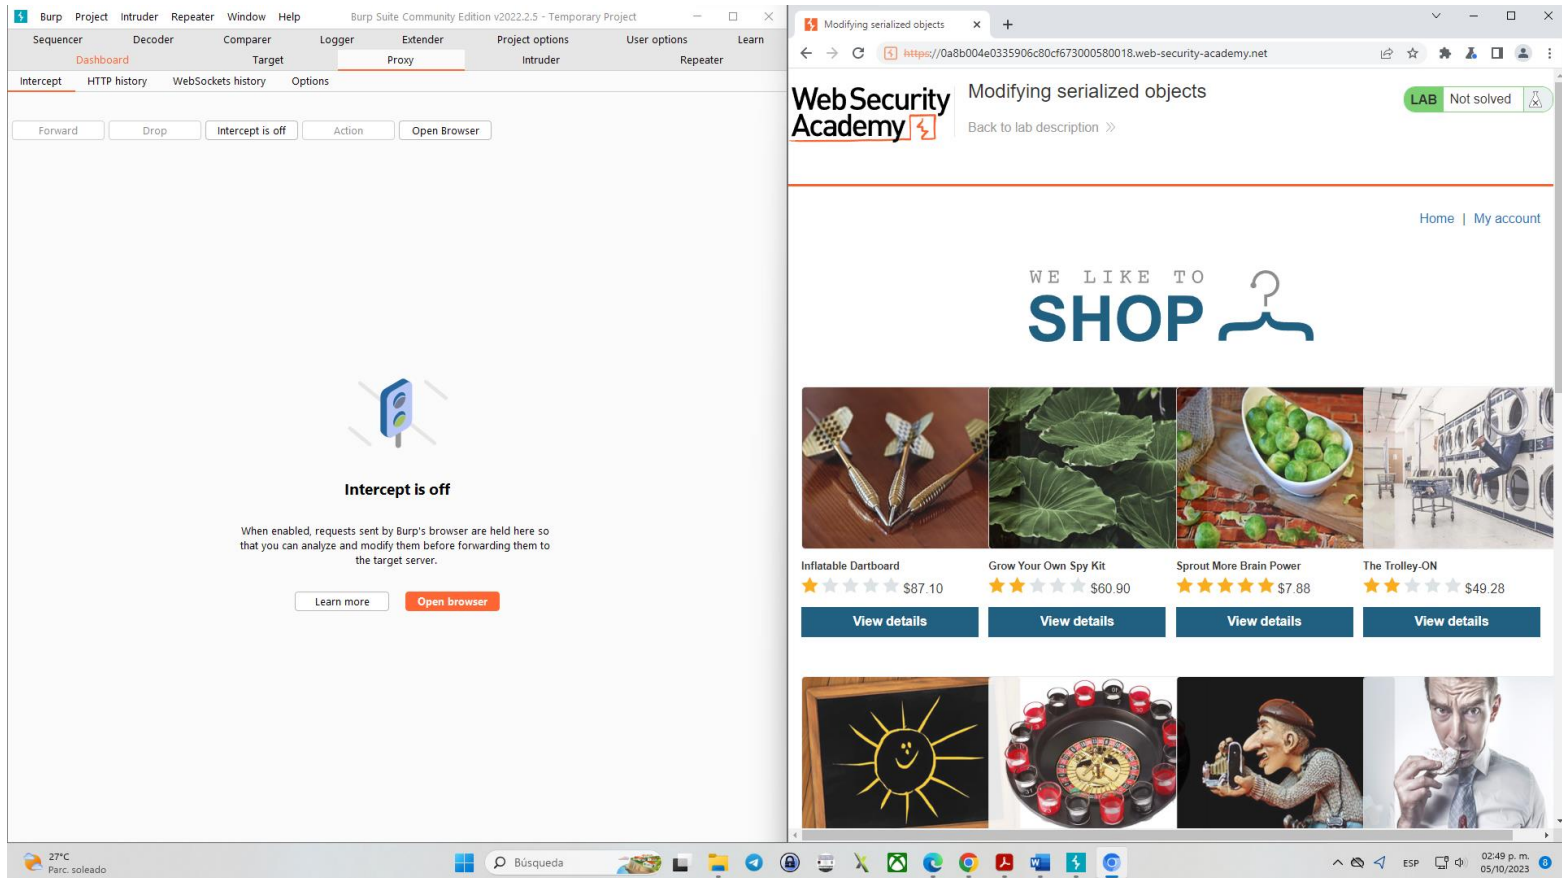 Burp Project Intruder Repeater Window Help Burp Suite Community Edition v2022.2.5 - Temporary Project
Sequencer Decoder Comparer Logger Extender Project options User options Learn
Dashboard Target Proxy Intruder Repeater
Intercept HTTP history WebSockets history Options
Forward Drop Intercept is off Action Open Browser
Intercept is off
When enabled, requests sent by Burp's browser are held here so
that you can analyze and modify them before forwarding them to
the target server.
Learn more Open browser
Modifying serialized objects
https://0a8b004e0335906c80cf673000580018.web-security-academy.net
Web Security
Academy
Modifying serialized objects
Back to lab description
LAB Not solved
Home | My account
WE LIKE TO
SHOP
Inflatable Dartboard
$87.10
View details
Grow Your Own Spy Kit
$60.90
View details
Sprout More Brain Power
$7.88
View details
The Trolley-ON
$49.28
View details
27°C
Parc. soleado
Búsqueda
ESP
02:49 p. m.
05/10/2023
8